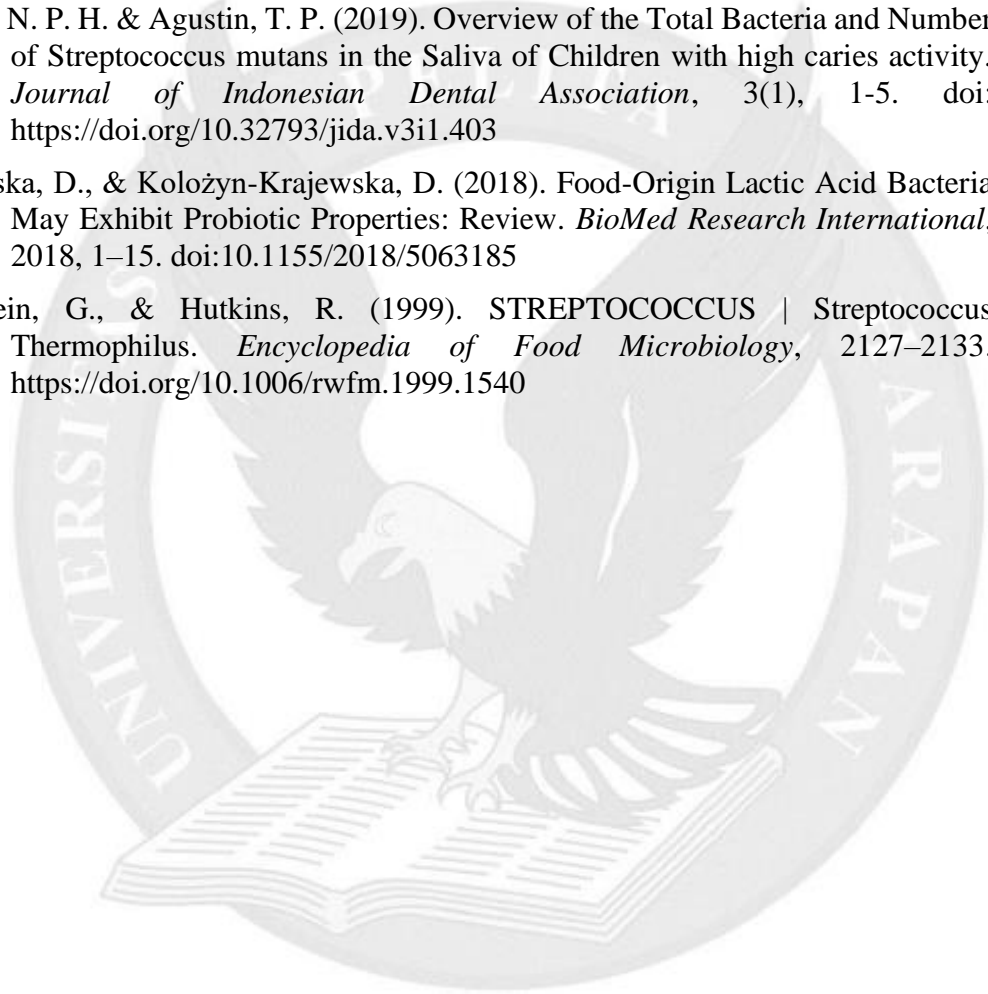 N. P. H. & Agustin, T. P. (2019). Overview of the Total Bacteria and Number
of Streptococcus mutans in the Saliva of Children with high caries activity.
Journal of Indonesian Dental Association, 3(1), 1-5. doi:
https://doi.org/10.32793/jida.v3i1.403
ska, D., & Kolożyn-Krajewska, D. (2018). Food-Origin Lactic Acid Bacteria
May Exhibit Probiotic Properties: Review. BioMed Research International,
2018, 1–15. doi:10.1155/2018/5063185
ein, G., & Hutkins, R. (1999). STREPTOCOCCUS | Streptococcus
Thermophilus. Encyclopedia of Food Microbiology, 2127–2133.
https://doi.org/10.1006/rwfm.1999.1540
UNIVERSITAS PELITA HARAPAN